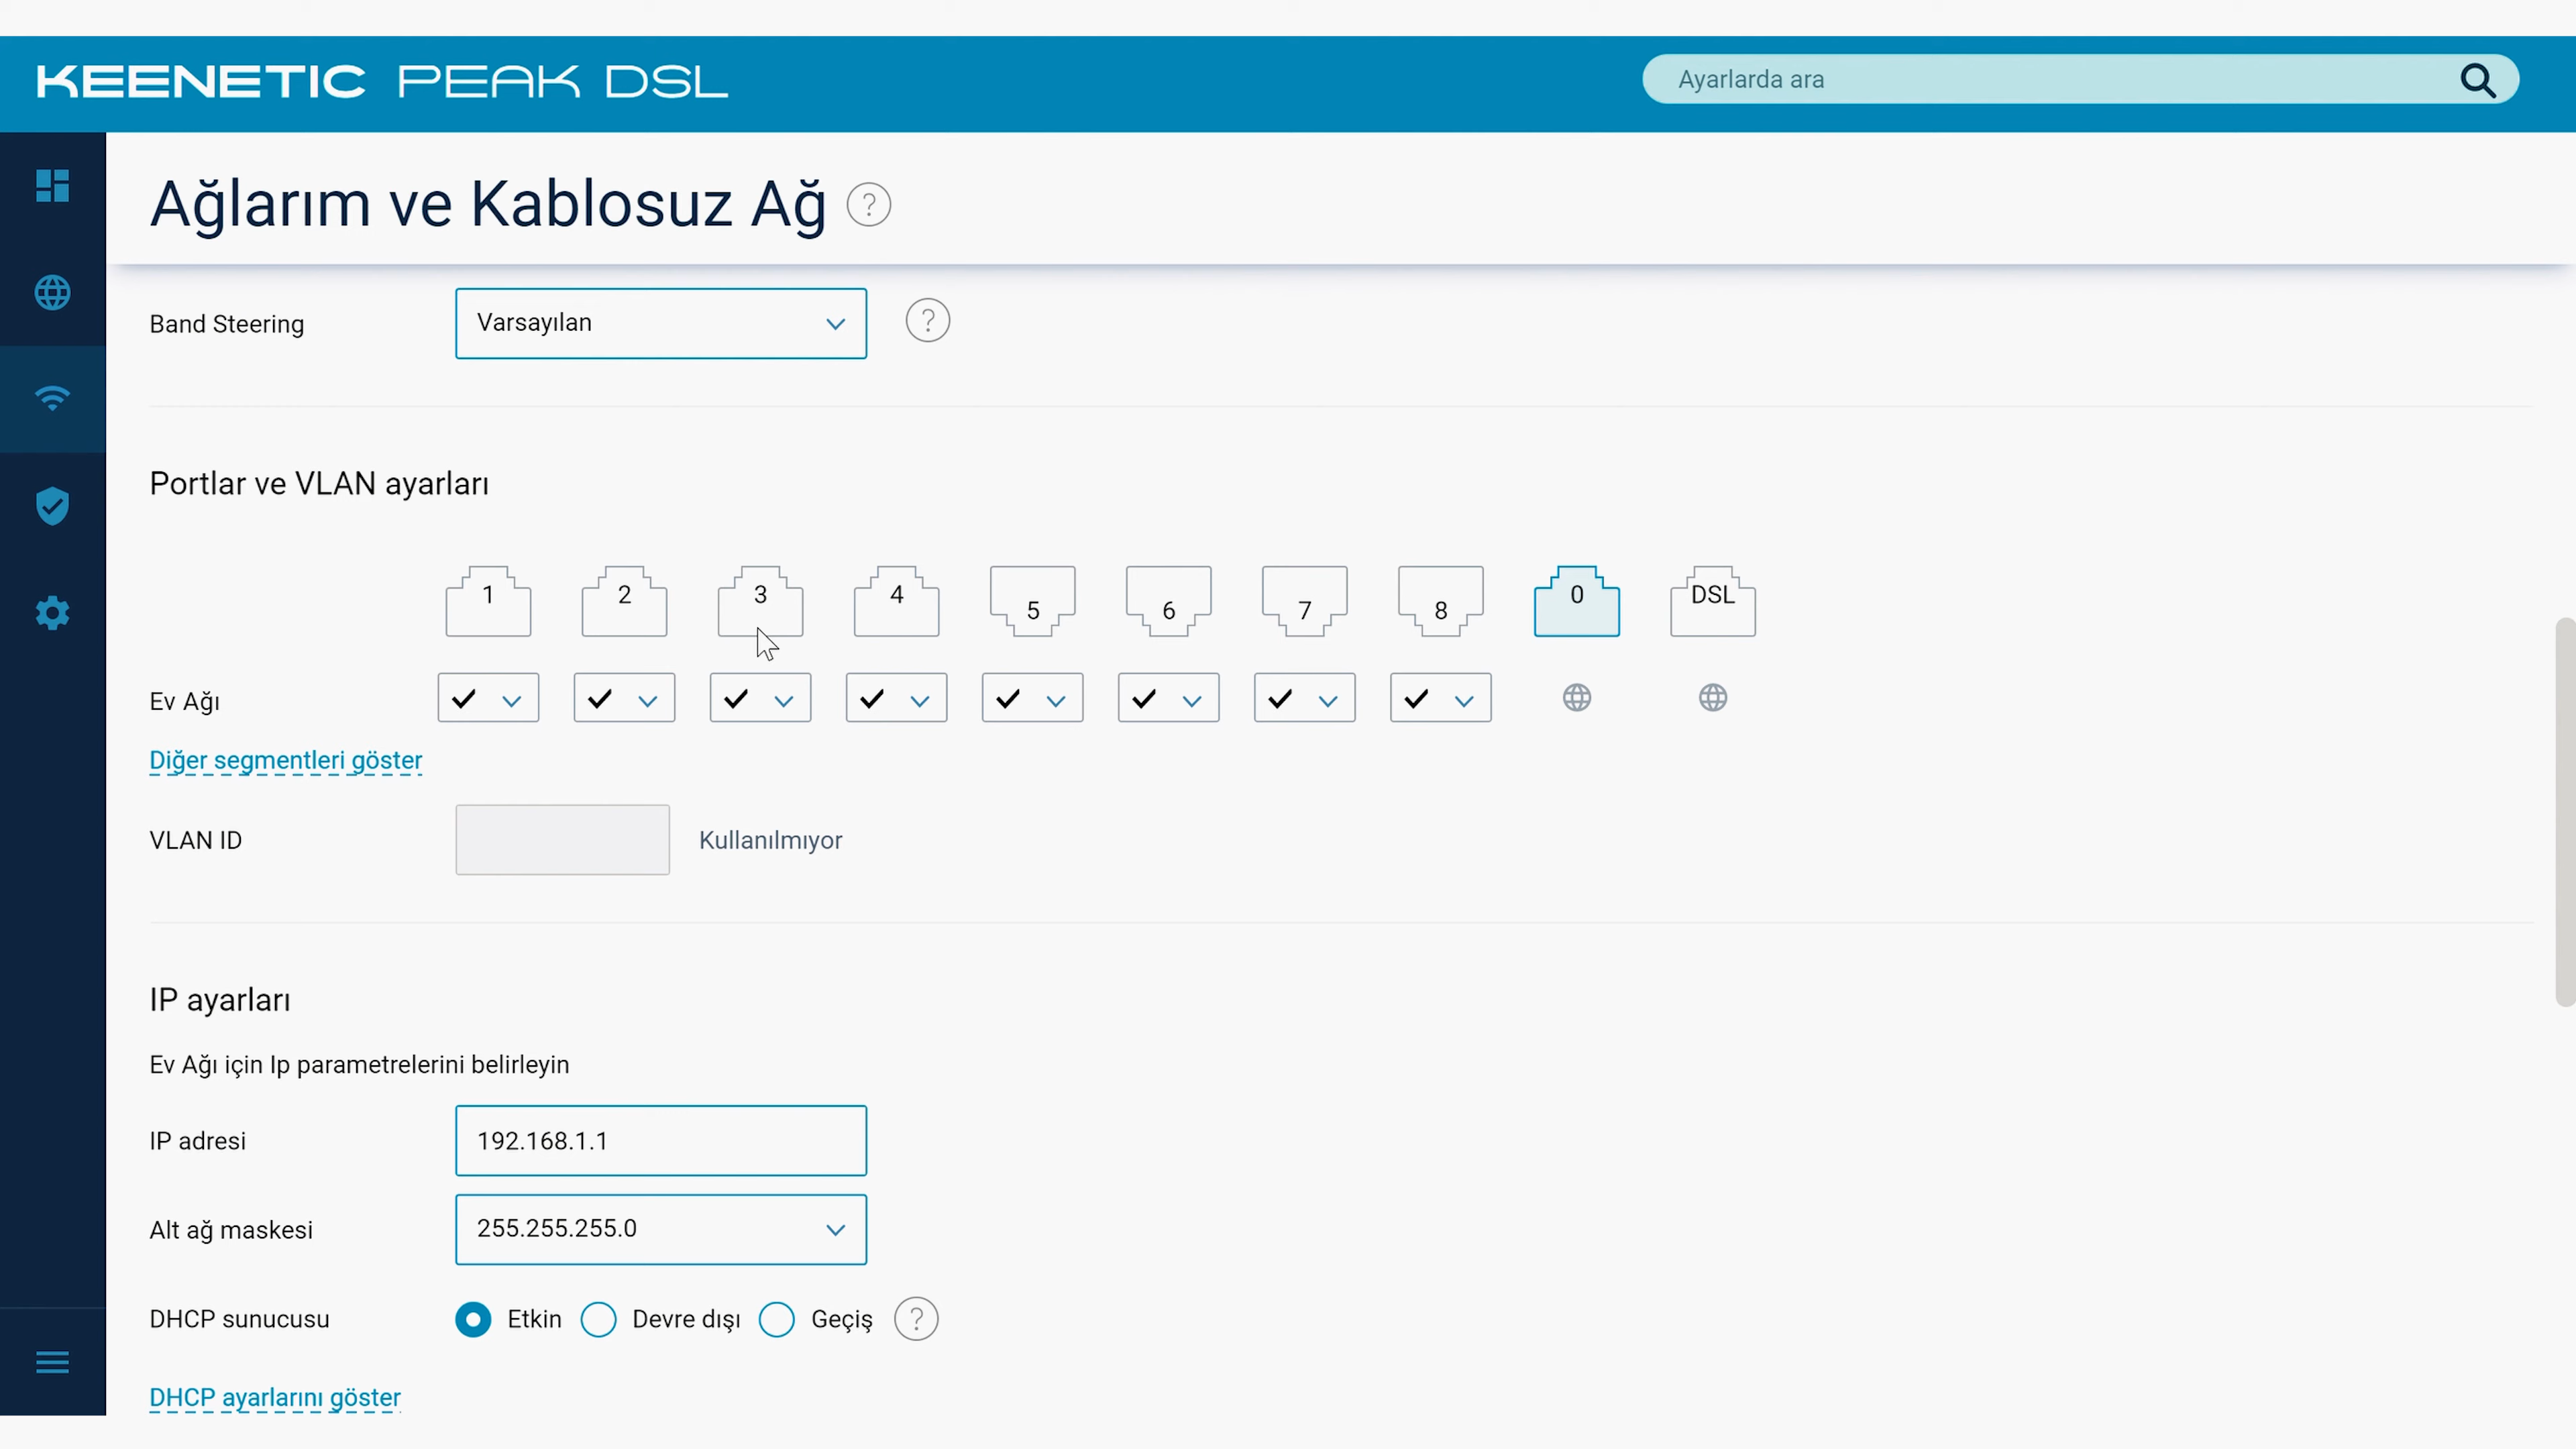 KEENETIC PEAK DSL
Ayarlarda ara
Ağlarım ve Kablosuz Ağ ?
Band Steering Varsayılan ?
Portlar ve VLAN ayarları
1 2 3 4 5 6 7 8 0 DSL
Ev Ağı
Diğer segmentleri göster
VLAN ID Kullanılmıyor
IP ayarları
Ev Ağı için Ip parametrelerini belirleyin
IP adresi 192.168.1.1
Alt ağ maskesi 255.255.255.0
DHCP sunucusu Etkin Devre dışı Geçiş ?
DHCP ayarlarını göster